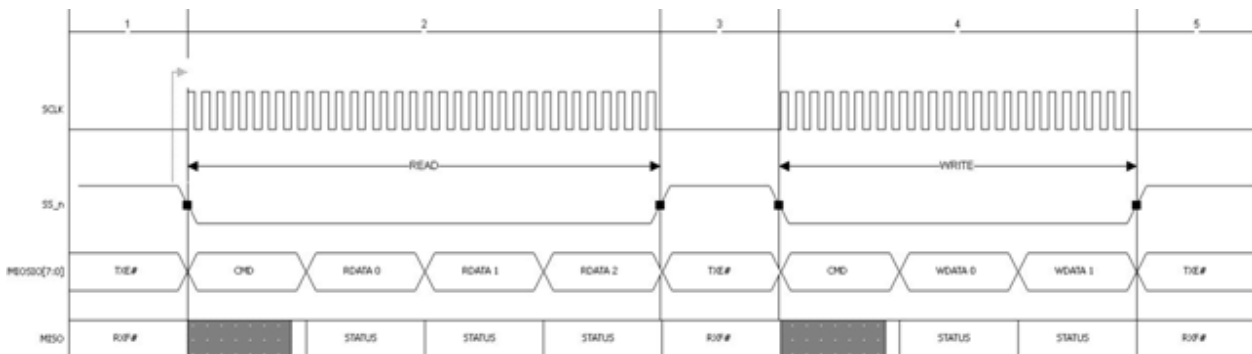 1 2 3 4 5
SCLK
READ WRITE
SS_n
MIOSIO[7:0] TXE# CMD RDATA 0 RDATA 1 RDATA 2 TXE# CMD WDATA 0 WDATA 1 TXE#
MISO RXF# STATUS STATUS STATUS RXF# STATUS STATUS RXF#